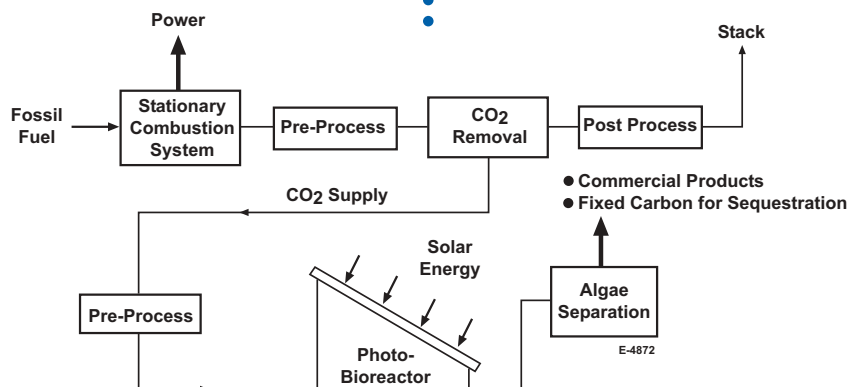 Power
Stack
Fossil
Fuel
Stationary
Combustion
System
Pre-Process
CO2
Removal
Post Process
● Commercial Products
● Fixed Carbon for Sequestration
CO2 Supply
Solar
Energy
Algae
Separation
Pre-Process
E-4872
Photo-
Bioreactor